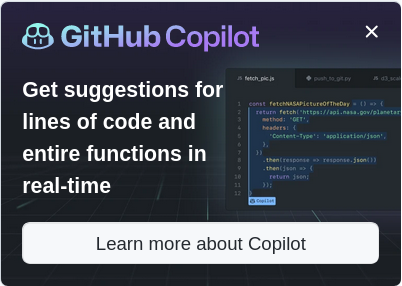 GitHub Copilot
Get suggestions for
lines of code and
entire functions in
real-time
fetch_pic.js
push_to_git.py
d3_scale
1 const fetchNASAPictureOfTheDay = () => {
2 return fetch('https://api.nasa.gov/planetar
3 method: 'GET',
4 headers: {
5 'Content-Type': 'application/json',
6 },
7 })
8 .then(response => response.json())
9 .then(json => {
10 return json;
11 });
12 }
Copilot
Learn more about Copilot